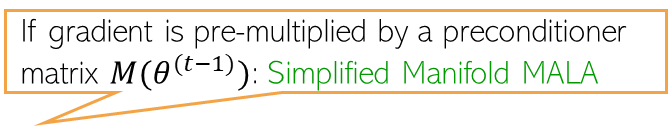 If gradient is pre-multiplied by a preconditioner
matrix M(θ^(t−1)): Simplified Manifold MALA